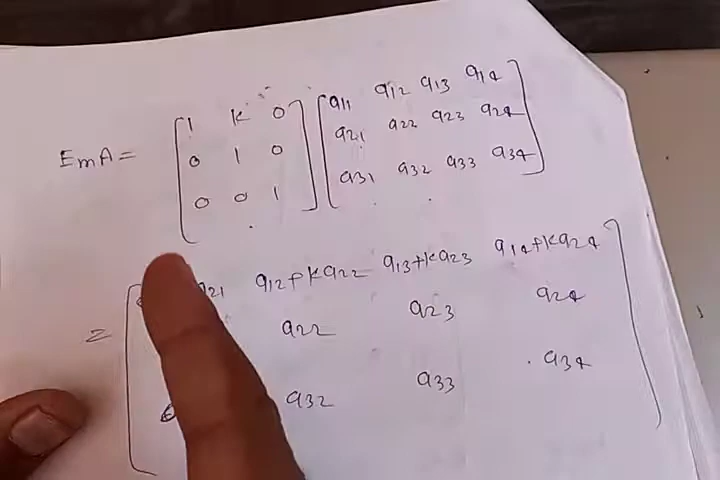 EmA = [1 k 0 [a11 a12 a13 a14
0 1 0 a21 a22 a23 a24
0 0 1] a31 a32 a33 a34]
= [ a21 a12+ka22 a13+ka23 a14+ka24
a22 a23 a24
a32 a33 a34 ]